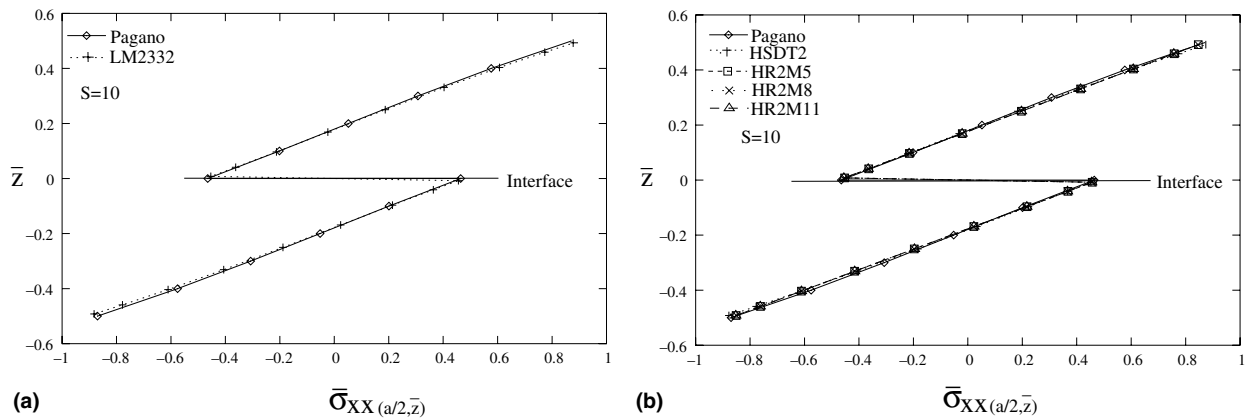 Pagano
LM2332
S=10
Interface
z̅
0.6
0.4
0.2
0
−0.2
−0.4
−0.6
−1
−0.8
−0.6
−0.4
−0.2
0
0.2
0.4
0.6
0.8
1
(a)
σ̅XX (a/2,z̅)
Pagano
HSDT2
HR2M5
HR2M8
HR2M11
S=10
Interface
z̅
0.6
0.4
0.2
0
−0.2
−0.4
−0.6
−1
−0.8
−0.6
−0.4
−0.2
0
0.2
0.4
0.6
0.8
1
(b)
σ̅XX (a/2,z̅)